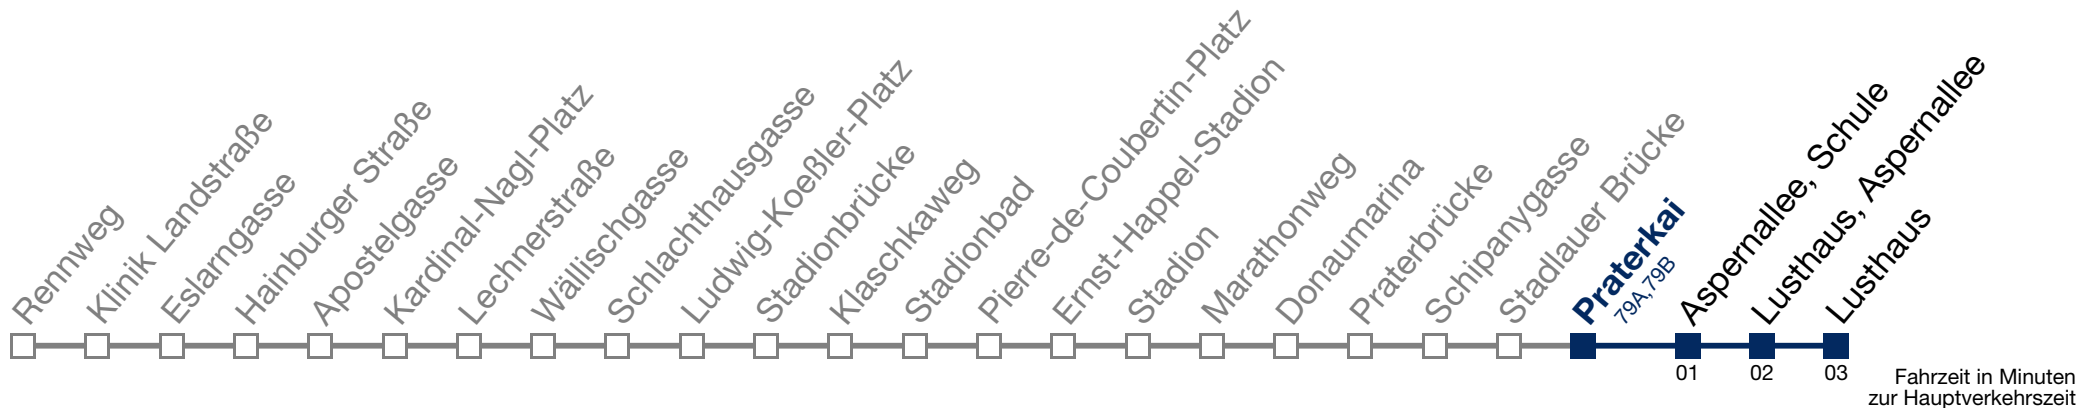 Rennweg
Klinik Landstraße
Eslarngasse
Hainburger Straße
Apostelgasse
Kardinal-Nagl-Platz
Lechnerstraße
Wällischgasse
Schlachthausgasse
Ludwig-Koeßler-Platz
Stadionbrücke
Klaschkaweg
Stadionbad
Pierre-de-Coubertin-Platz
Ernst-Happel-Stadion
Stadion
Marathonweg
Donaumarina
Praterbrücke
Schipanygasse
Stadlauer Brücke
Praterkai
79A,79B
Aspernallee, Schule
Lusthaus, Aspernallee
Lusthaus
01
02
03
Fahrzeit in Minuten
zur Hauptverkehrszeit